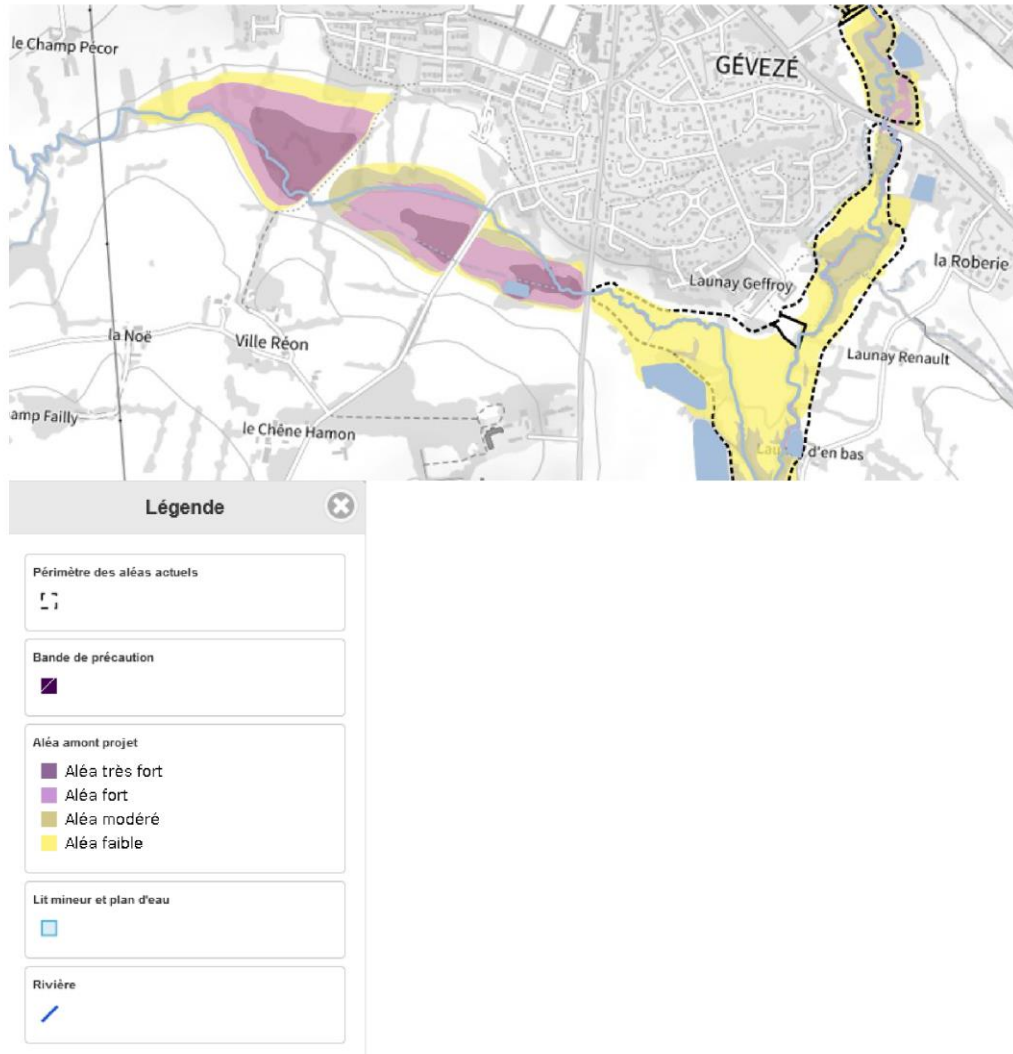 le Champ Pécor
GÉVEZÉ
la Roberie
Launay Geffroy
la Noë
Ville Réon
Launay Renault
amp Failly
le Chêne Hamon
d'en bas
Légende
Périmètre des aléas actuels
Bande de précaution
Aléa amont projet
Aléa très fort
Aléa fort
Aléa modéré
Aléa faible
Lit mineur et plan d'eau
Rivière